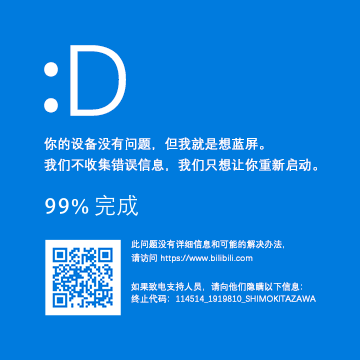 :D
你的设备没有问题，但我就是想蓝屏。
我们不收集错误信息，我们只想让你重新启动。
99% 完成
此问题没有详细信息和可能的解决办法，
请访问 https://www.bilibili.com
如果致电支持人员，请向他们隐瞒以下信息：
终止代码：114514_1919810_SHIMOKITAZAWA